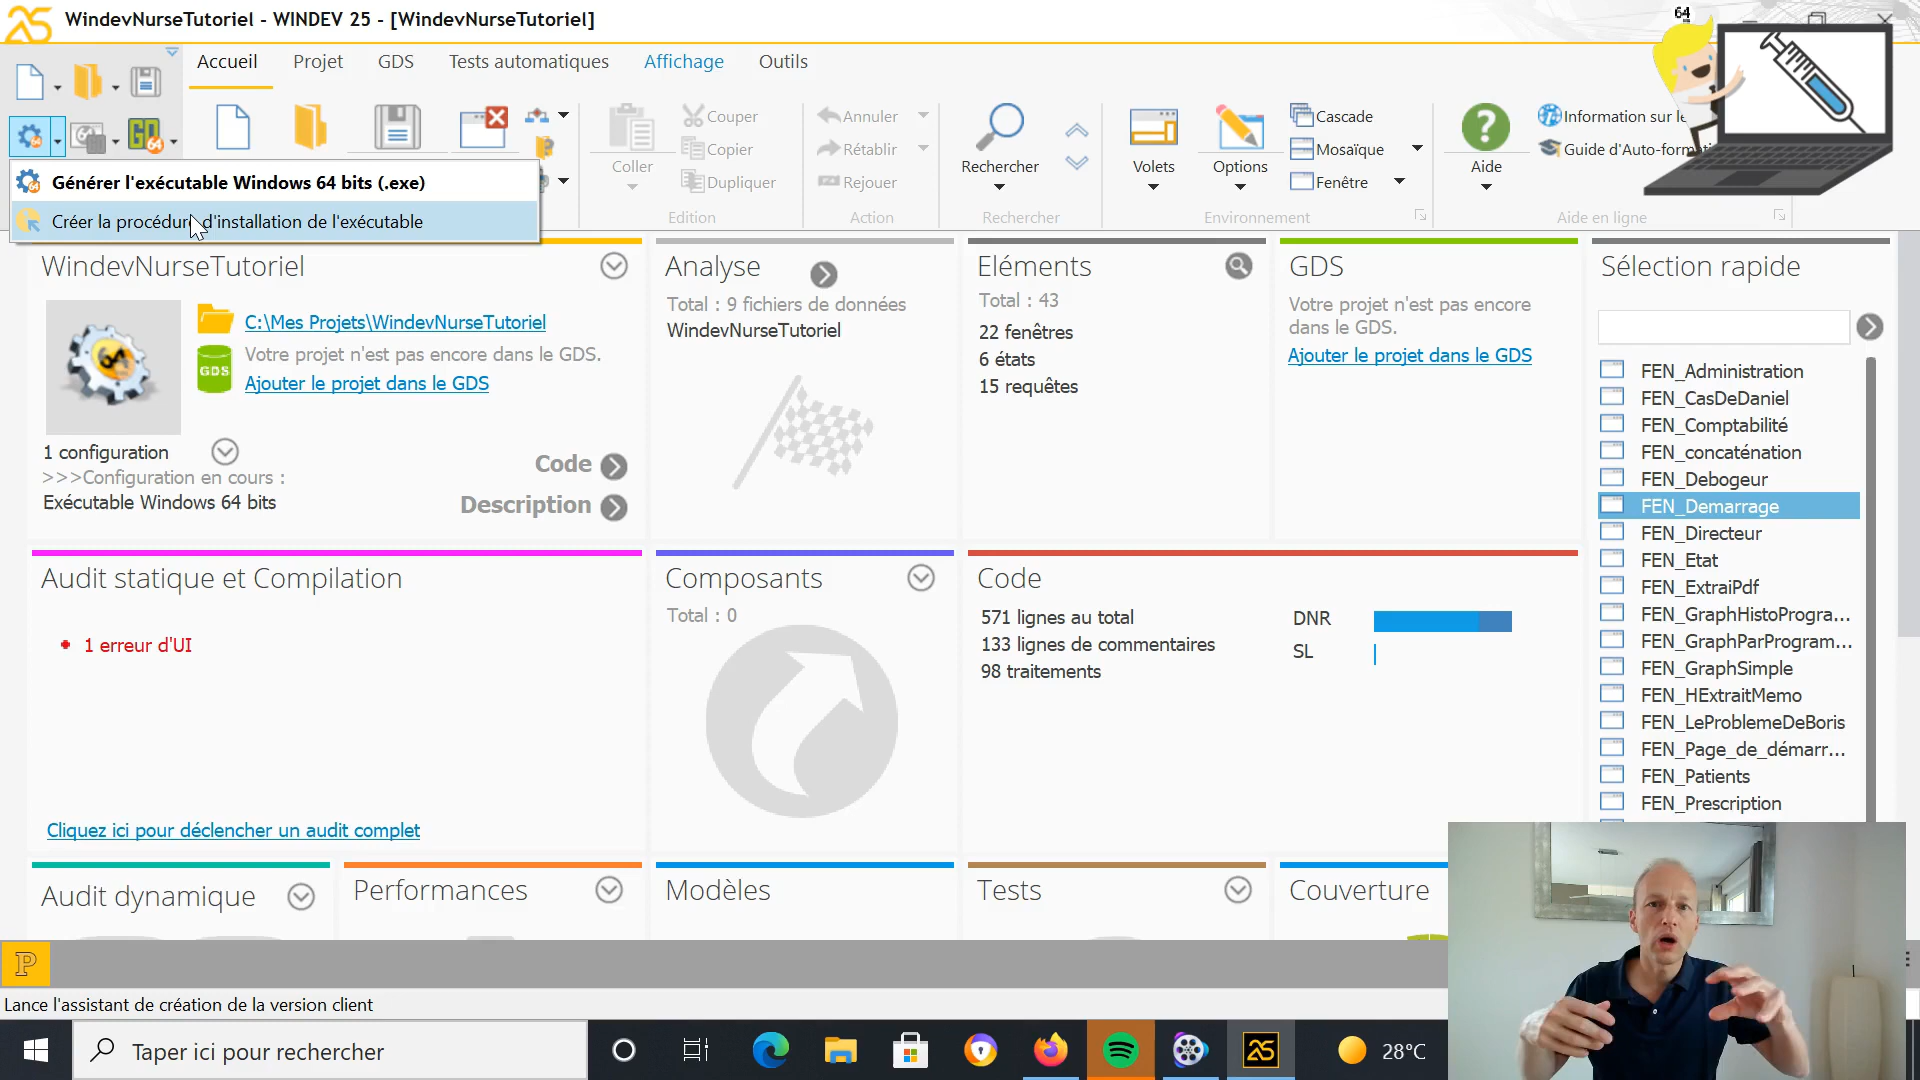 WindevNurseTutoriel - WINDEV 25 - [WindevNurseTutoriel]
64
Accueil
Projet
GDS
Tests automatiques
Affichage
Outils
Coller
Couper
Copier
Dupliquer
Edition
Annuler
Rétablir
Rejouer
Action
Rechercher
Rechercher
Volets
Options
Cascade
Mosaïque
Fenêtre
Environnement
Aide
Information sur le
Guide d'Auto-formati
Aide en ligne
Générer l'exécutable Windows 64 bits (.exe)
Créer la procédure d'installation de l'exécutable
WindevNurseTutoriel
C:\Mes Projets\WindevNurseTutoriel
Votre projet n'est pas encore dans le GDS.
GDS
Ajouter le projet dans le GDS
1 configuration
>>>Configuration en cours :
Exécutable Windows 64 bits
Code
Description
Analyse
Total : 9 fichiers de données
WindevNurseTutoriel
Eléments
Total : 43
22 fenêtres
6 états
15 requêtes
GDS
Votre projet n'est pas encore
dans le GDS.
Ajouter le projet dans le GDS
Sélection rapide
FEN_Administration
FEN_CasDeDaniel
FEN_Comptabilité
FEN_concaténation
FEN_Debogeur
FEN_Demarrage
FEN_Directeur
FEN_Etat
FEN_ExtraiPdf
FEN_GraphHistoProgra...
FEN_GraphParProgram...
FEN_GraphSimple
FEN_HExtraitMemo
FEN_LeProblemeDeBoris
FEN_Page_de_démarr...
FEN_Patients
FEN_Prescription
Audit statique et Compilation
1 erreur d'UI
Cliquez ici pour déclencher un audit complet
Composants
Total : 0
Code
571 lignes au total
133 lignes de commentaires
98 traitements
DNR
SL
Audit dynamique
Performances
Modèles
Tests
Couverture
P
Lance l'assistant de création de la version client
Taper ici pour rechercher
25
28°C